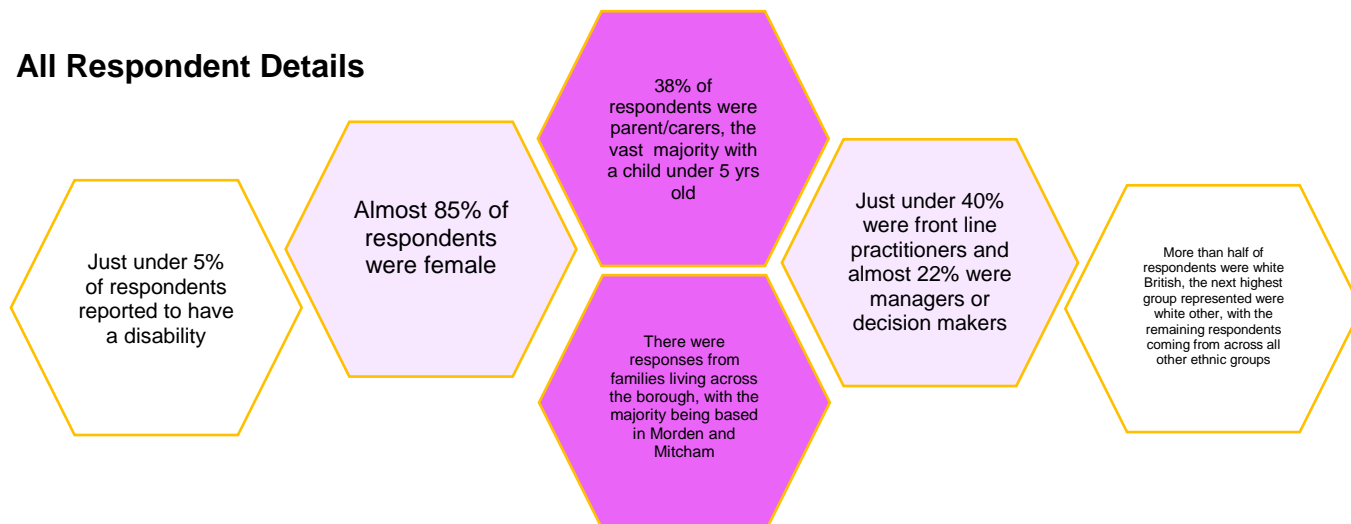 All Respondent Details
Just under 5%
of respondents
reported to have
a disability
Almost 85% of
respondents
were female
38% of
respondents were
parent/carers, the
vast majority with
a child under 5 yrs
old
There were
responses from
families living across
the borough, with the
majority being based
in Morden and
Mitcham
Just under 40%
were front line
practitioners and
almost 22% were
managers or
decision makers
More than half of
respondents were white
British, the next highest
group represented were
white other, with the
remaining respondents
coming from across all
other ethnic groups